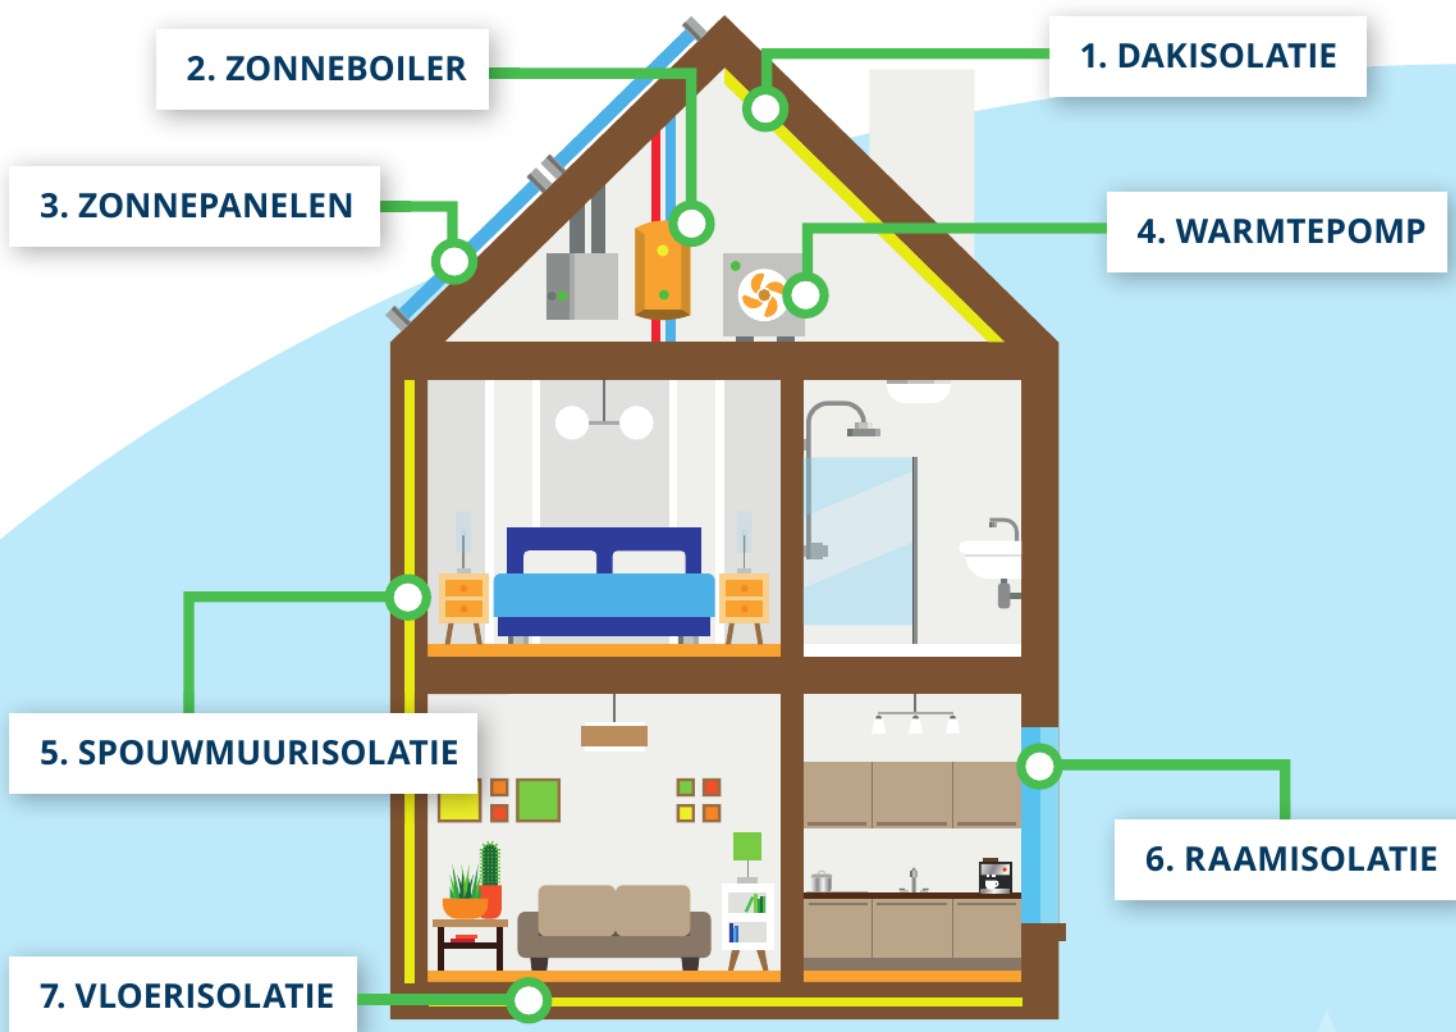 1. DAKISOLATIE
2. ZONNEBOILER
3. ZONNEPANELEN
4. WARMTEPOMP
5. SPOUWMUURISOLATIE
6. RAAMISOLATIE
7. VLOERISOLATIE